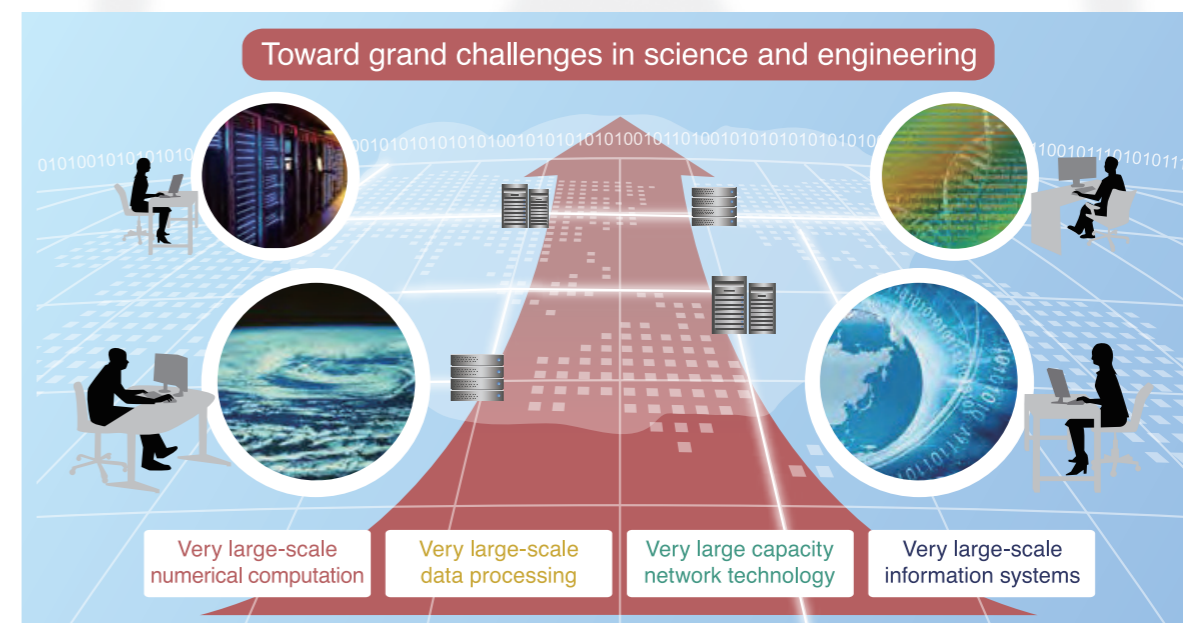 Toward grand challenges in science and engineering
Very large-scale
numerical computation
Very large-scale
data processing
Very large capacity
network technology
Very large-scale
information systems